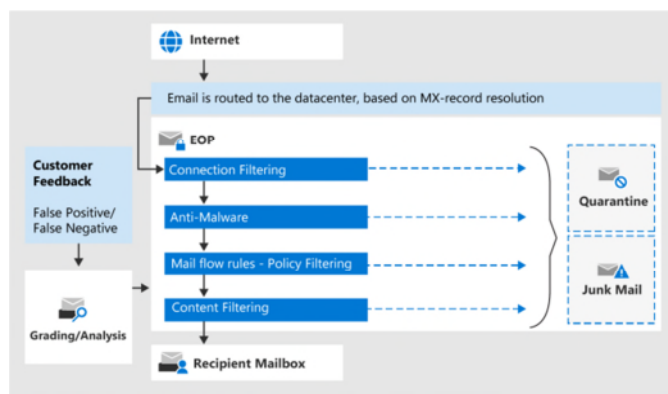 Internet
Email is routed to the datacenter, based on MX-record resolution
EOP
Customer
Feedback
False Positive/
False Negative
Connection Filtering
Anti-Malware
Mail flow rules - Policy Filtering
Content Filtering
Quarantine
Junk Mail
Grading/Analysis
Recipient Mailbox